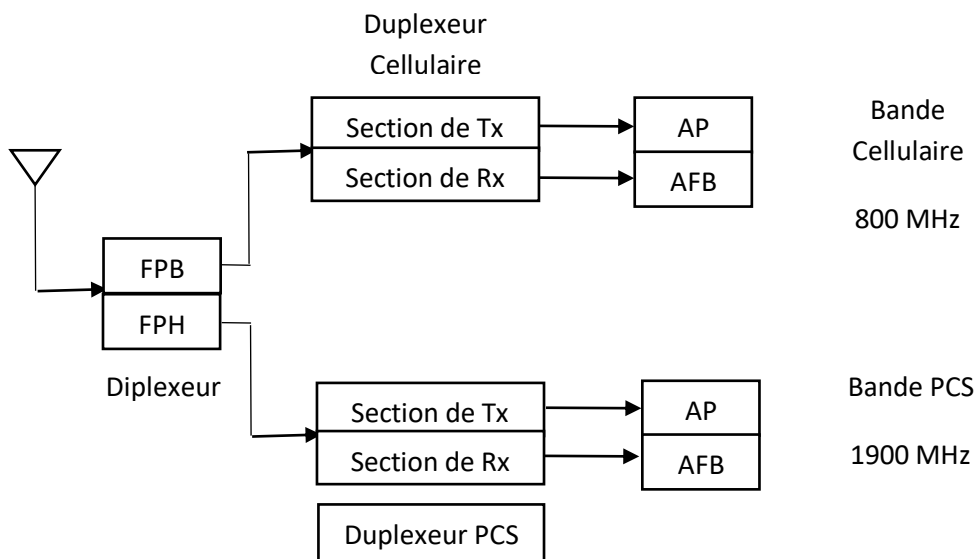 Duplexeur
Cellulaire
Section de Tx
AP
Section de Rx
AFB
Bande
Cellulaire
800 MHz
FPB
FPH
Diplexeur
Section de Tx
AP
Section de Rx
AFB
Bande PCS
1900 MHz
Duplexeur PCS